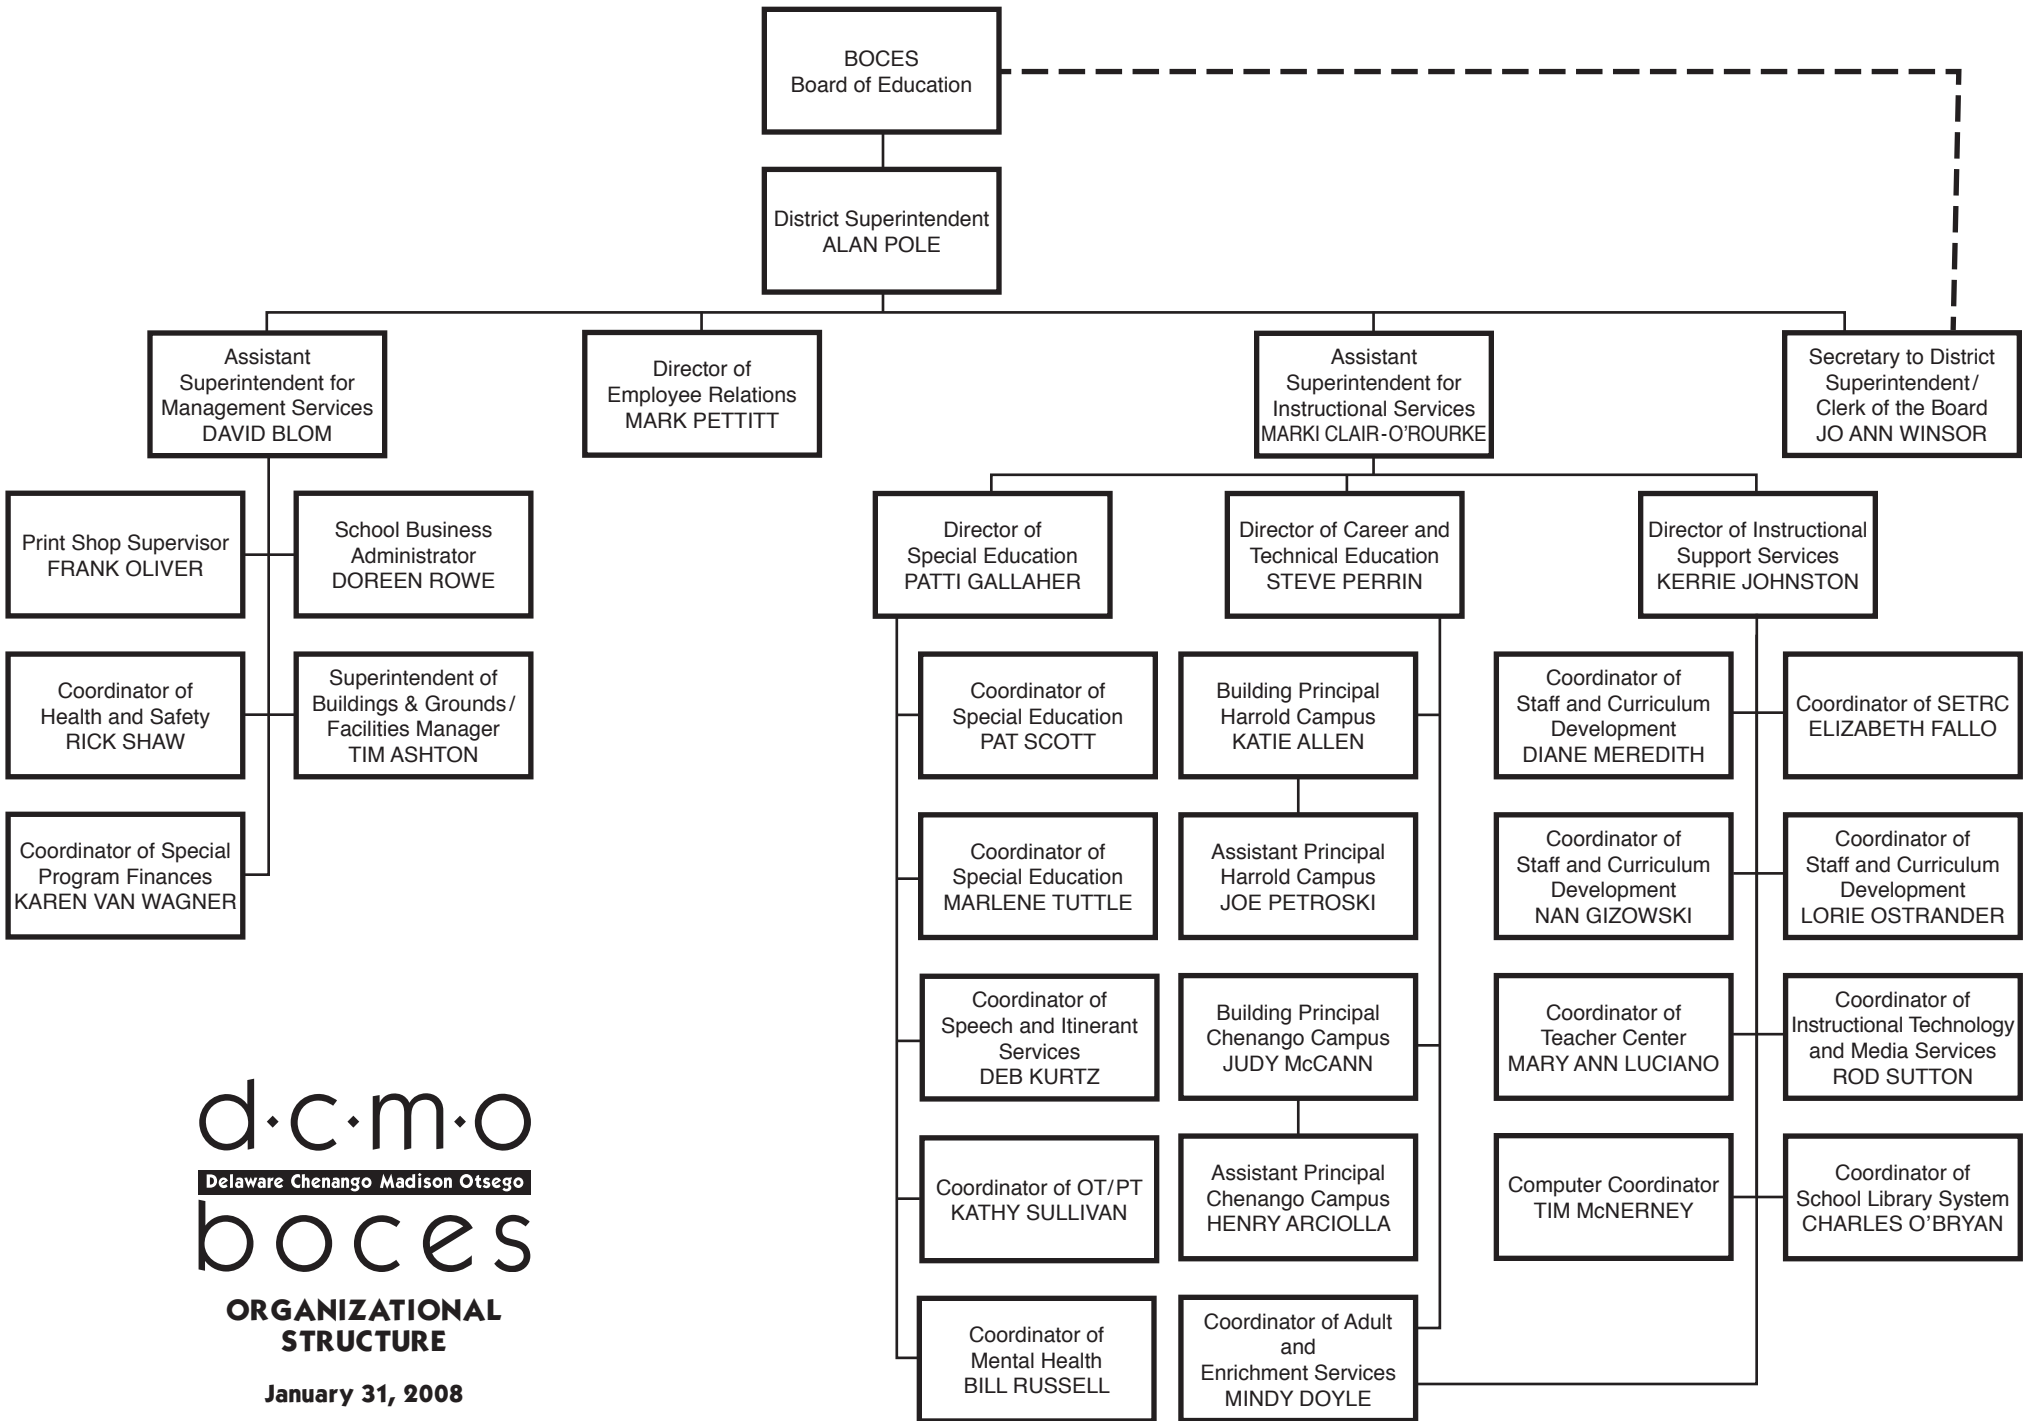 BOCES
Board of Education
District Superintendent
ALAN POLE
Assistant
Superintendent for
Management Services
DAVID BLOM
Director of
Employee Relations
MARK PETTITT
Assistant
Superintendent for
Instructional Services
MARKI CLAIR-O'ROURKE
Secretary to District
Superintendent/
Clerk of the Board
JO ANN WINSOR
Print Shop Supervisor
FRANK OLIVER
School Business
Administrator
DOREEN ROWE
Coordinator of
Health and Safety
RICK SHAW
Superintendent of
Buildings & Grounds/
Facilities Manager
TIM ASHTON
Coordinator of Special
Program Finances
KAREN VAN WAGNER
Director of
Special Education
PATTI GALLAHER
Director of Career and
Technical Education
STEVE PERRIN
Director of Instructional
Support Services
KERRIE JOHNSTON
Coordinator of
Special Education
PAT SCOTT
Coordinator of
Special Education
MARLENE TUTTLE
Coordinator of
Speech and Itinerant
Services
DEB KURTZ
Coordinator of OT/PT
KATHY SULLIVAN
Coordinator of
Mental Health
BILL RUSSELL
Building Principal
Harrold Campus
KATIE ALLEN
Assistant Principal
Harrold Campus
JOE PETROSKI
Building Principal
Chenango Campus
JUDY McCANN
Assistant Principal
Chenango Campus
HENRY ARCIOLLA
Coordinator of Adult
and
Enrichment Services
MINDY DOYLE
Coordinator of
Staff and Curriculum
Development
DIANE MEREDITH
Coordinator of SETRC
ELIZABETH FALLO
Coordinator of
Staff and Curriculum
Development
NAN GIZOWSKI
Coordinator of
Staff and Curriculum
Development
LORIE OSTRANDER
Coordinator of
Teacher Center
MARY ANN LUCIANO
Coordinator of
Instructional Technology
and Media Services
ROD SUTTON
Computer Coordinator
TIM McNERNEY
Coordinator of
School Library System
CHARLES O'BRYAN
d·c·m·o
Delaware Chenango Madison Otsego
boces
ORGANIZATIONAL
STRUCTURE
January 31, 2008